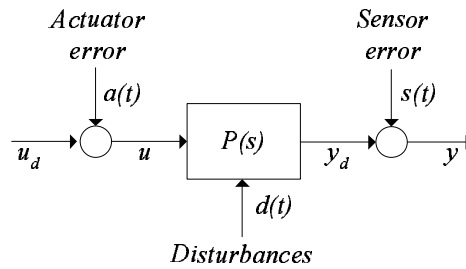 Actuator error
Sensor error
a(t)
s(t)
u_d
u
P(s)
y_d
y
d(t)
Disturbances